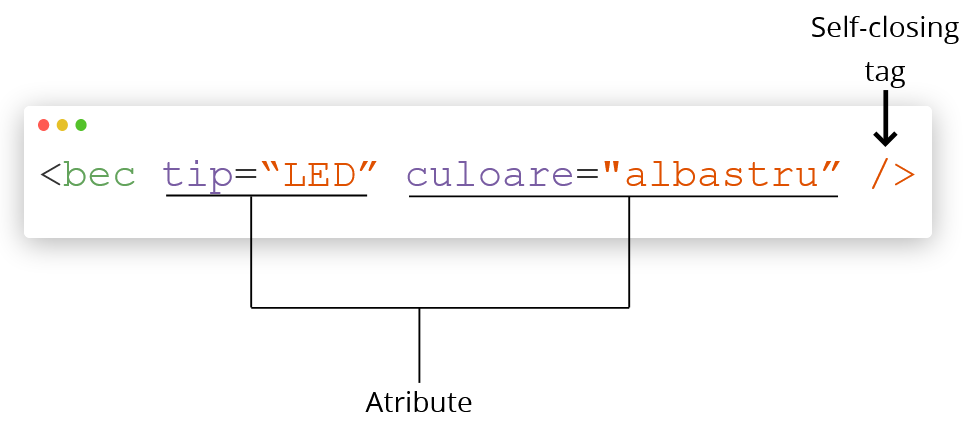 Self-closing
tag
<bec tip=“LED” culoare="albastru” />
Atribute